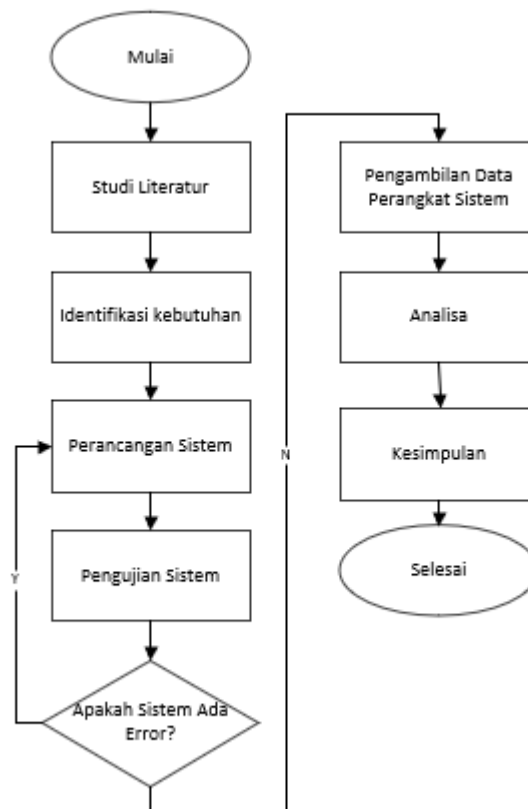 Mulai
Studi Literatur
Identifikasi kebutuhan
Perancangan Sistem
Pengujian Sistem
Y
Apakah Sistem Ada
Error?
N
Pengambilan Data
Perangkat Sistem
Analisa
Kesimpulan
Selesai